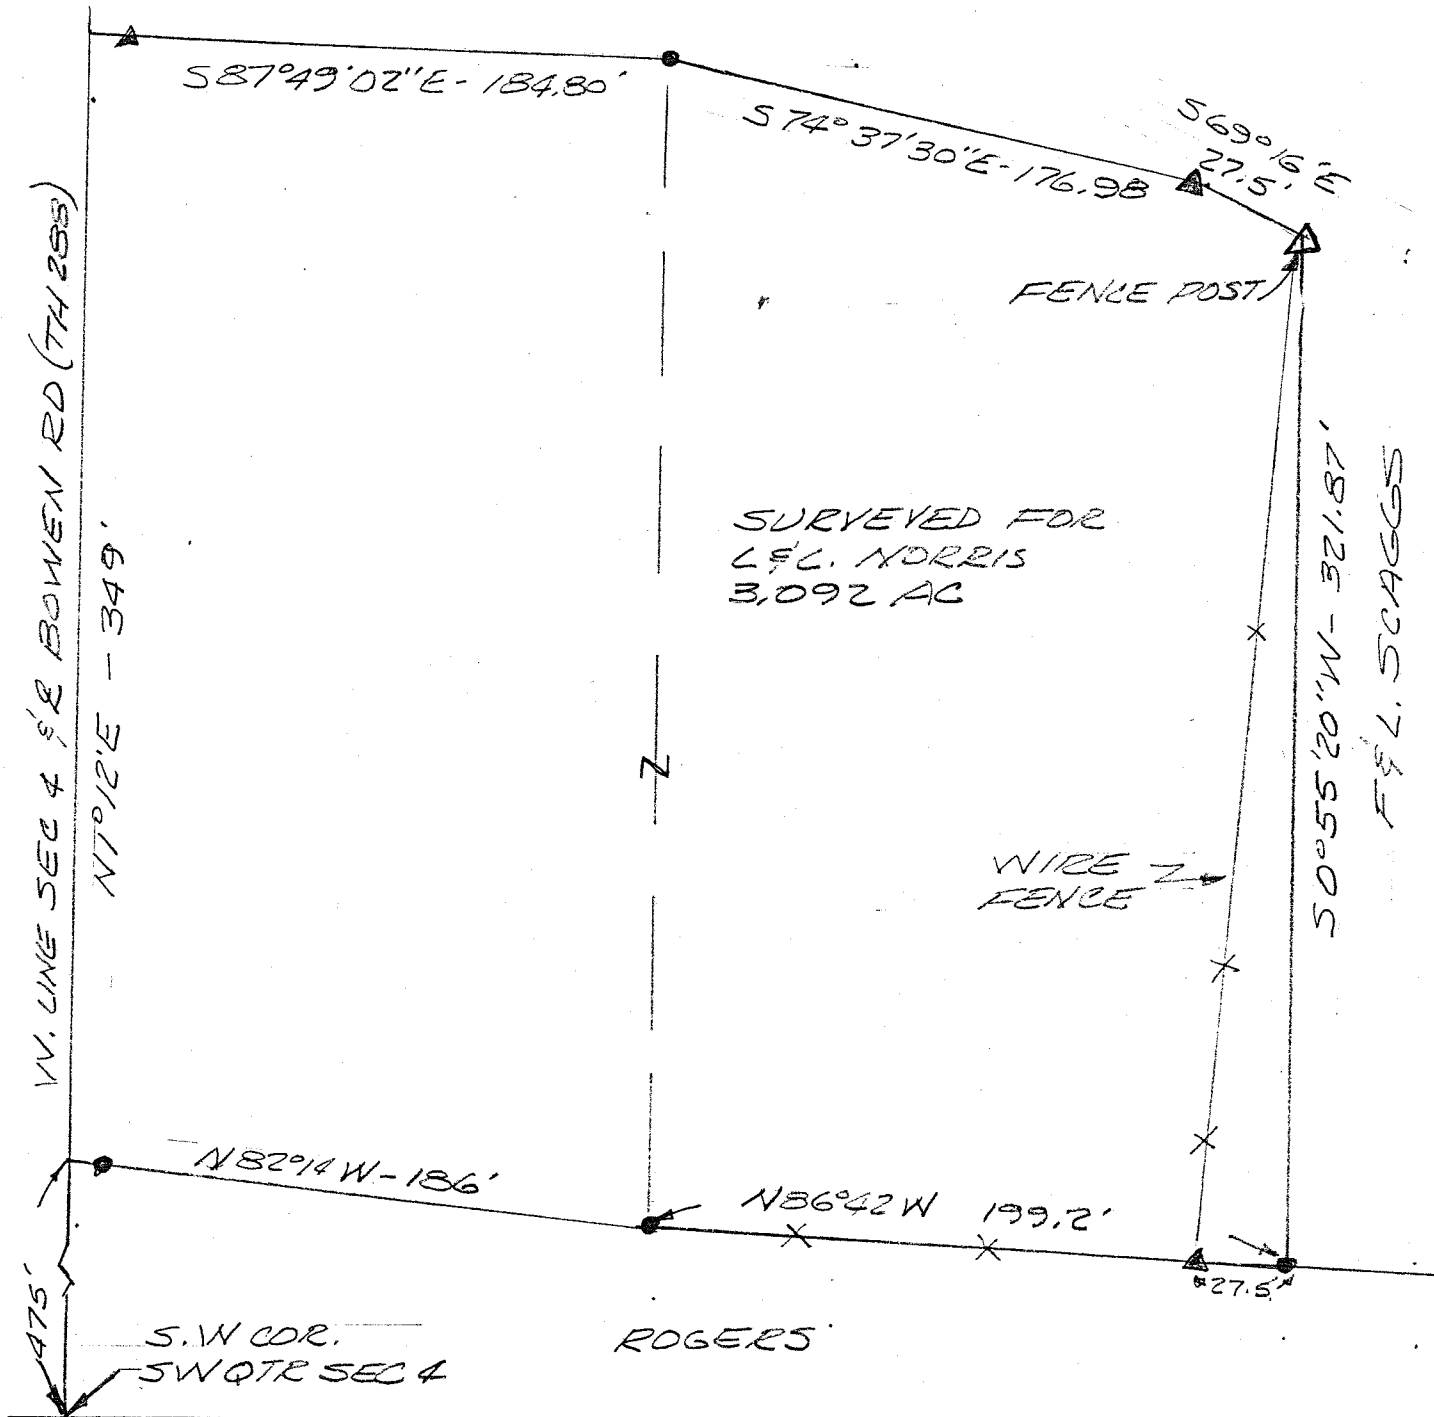 S87°49'02"E - 184.80'
S74°37'30"E - 176.98
S69°16'E
27.5'
FENCE POST
W. LINE SEC 4 & ℄ BOWEN RD (TH 288)
N1°12'E - 349'
SURVEYED FOR
L & L. NORRIS
3.092 AC
S0°55'20"W - 321.87'
F & L. SCAGGS
WIRE
FENCE
N82°14W - 186'
N86°42W 199.2'
27.5'
475'
S.W COR.
SW QTR SEC 4
ROGERS